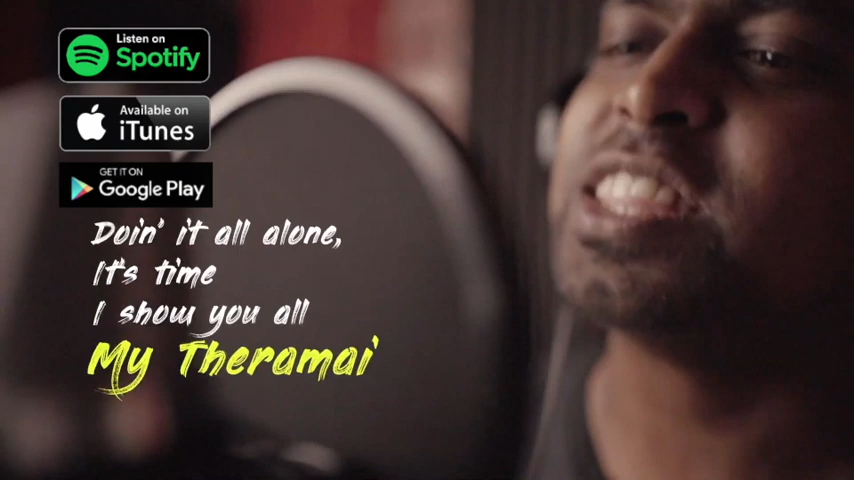 Listen on
Spotify
Available on
iTunes
GET IT ON
Google Play
Doin' it all alone,
It's time
I show you all
My Theramai